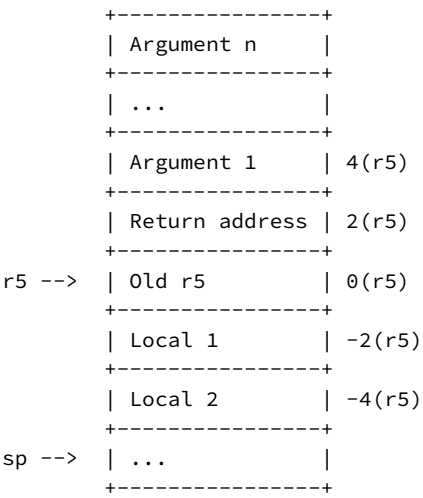 +----------------+
| Argument n     |
+----------------+
| ...            |
+----------------+
| Argument 1     | 4(r5)
+----------------+
| Return address | 2(r5)
+----------------+
r5 --> | Old r5         | 0(r5)
+----------------+
| Local 1        | -2(r5)
+----------------+
| Local 2        | -4(r5)
+----------------+
sp --> | ...            |
+----------------+